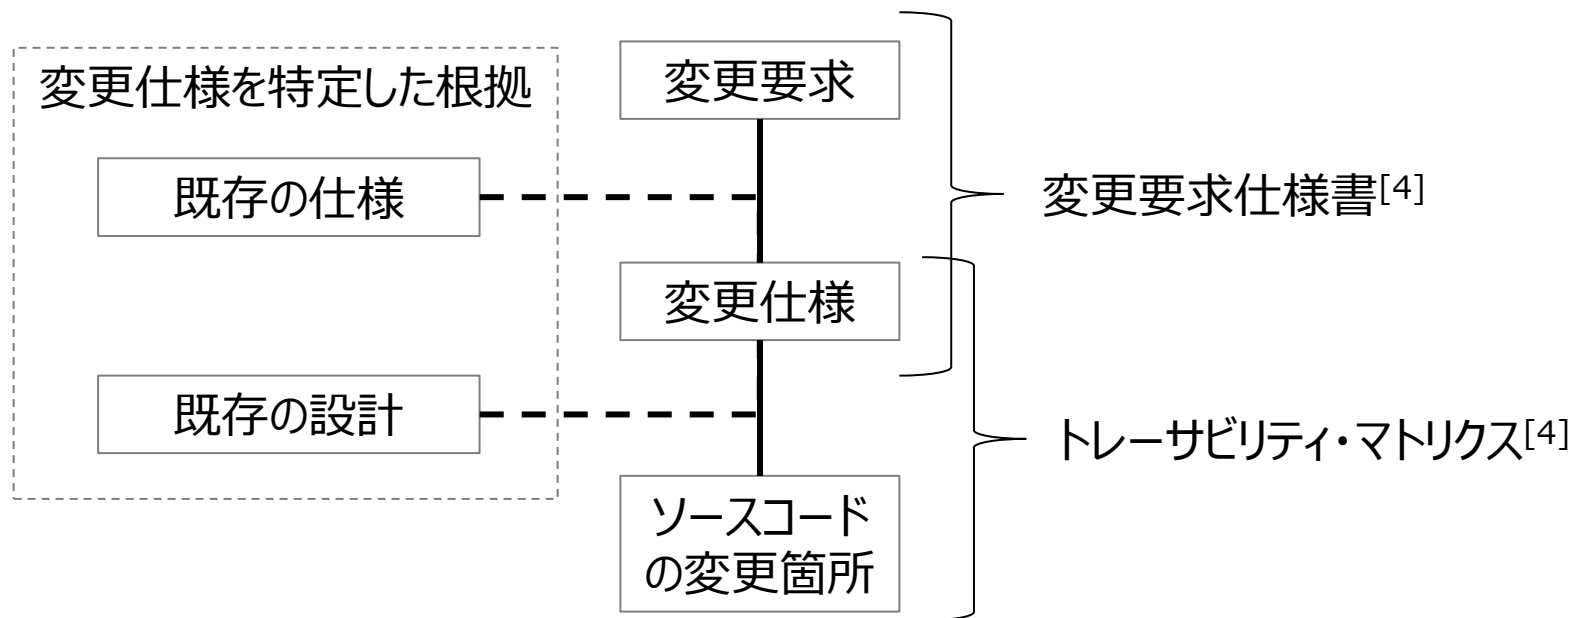 変更仕様を特定した根拠
既存の仕様
既存の設計
変更要求
変更仕様
ソースコード
の変更箇所
変更要求仕様書[4]
トレーサビリティ・マトリクス[4]